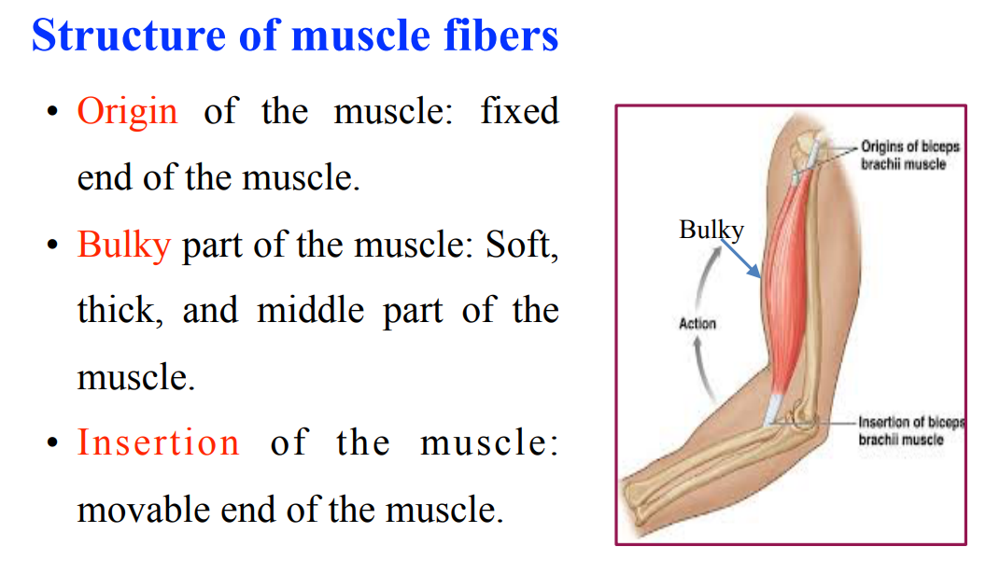 Structure of muscle fibers
• Origin of the muscle: fixed
end of the muscle.
• Bulky part of the muscle: Soft,
thick, and middle part of the
muscle.
• Insertion of the muscle:
movable end of the muscle.
Origins of biceps
brachii muscle
Bulky
Action
Insertion of biceps
brachii muscle